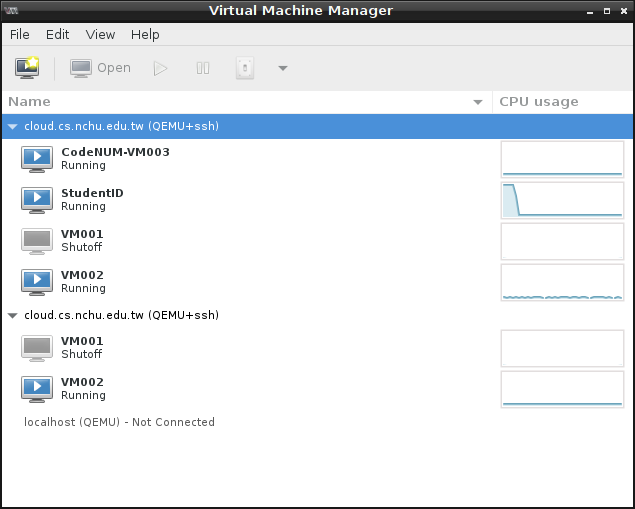 Virtual Machine Manager
File Edit View Help
Open
Name CPU usage
cloud.cs.nchu.edu.tw (QEMU+ssh)
CodeNUM-VM003
Running
StudentID
Running
VM001
Shutoff
VM002
Running
cloud.cs.nchu.edu.tw (QEMU+ssh)
VM001
Shutoff
VM002
Running
localhost (QEMU) - Not Connected